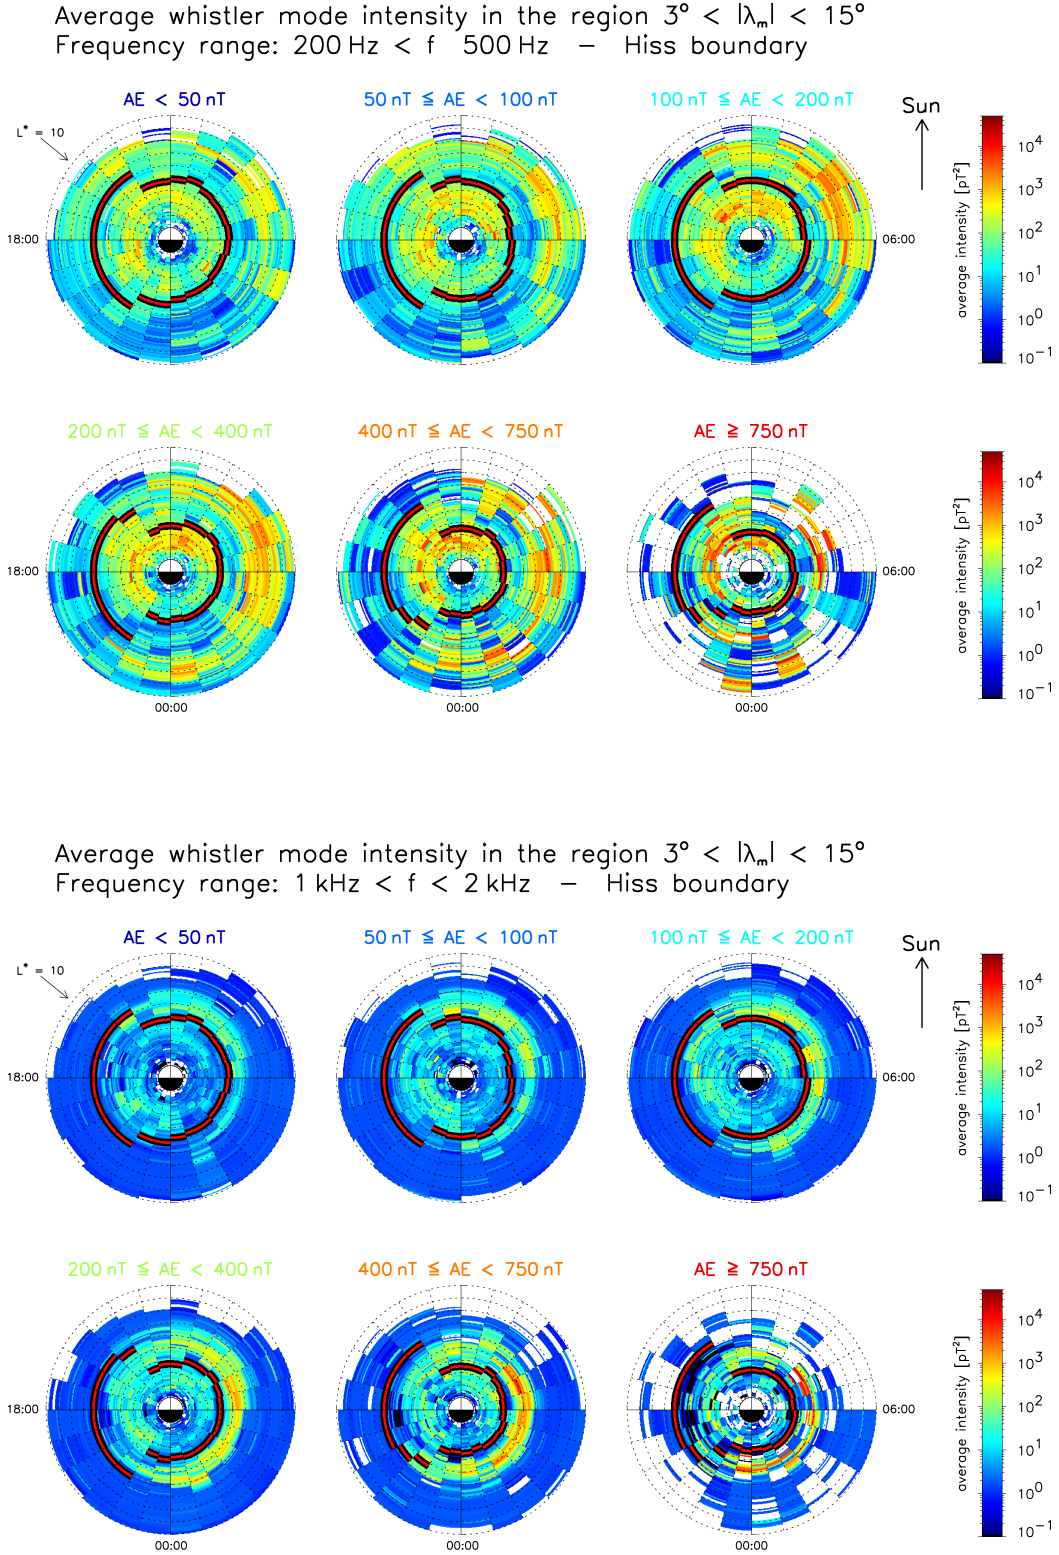 Average whistler mode intensity in the region 3° < |λₘ| < 15°
Frequency range: 200 Hz < f 500 Hz − Hiss boundary
AE < 50 nT
50 nT ≦ AE < 100 nT
100 nT ≦ AE < 200 nT
Sun
L* = 10
18:00
06:00
average intensity [pT²]
10⁴
10³
10²
10¹
10⁰
10⁻¹
200 nT ≦ AE < 400 nT
400 nT ≦ AE < 750 nT
AE ≧ 750 nT
18:00
06:00
00:00
00:00
00:00
average intensity [pT²]
10⁴
10³
10²
10¹
10⁰
10⁻¹
Average whistler mode intensity in the region 3° < |λₘ| < 15°
Frequency range: 1 kHz < f < 2 kHz − Hiss boundary
AE < 50 nT
50 nT ≦ AE < 100 nT
100 nT ≦ AE < 200 nT
Sun
L* = 10
18:00
06:00
average intensity [pT²]
10⁴
10³
10²
10¹
10⁰
10⁻¹
200 nT ≦ AE < 400 nT
400 nT ≦ AE < 750 nT
AE ≧ 750 nT
18:00
06:00
00:00
00:00
00:00
average intensity [pT²]
10⁴
10³
10²
10¹
10⁰
10⁻¹